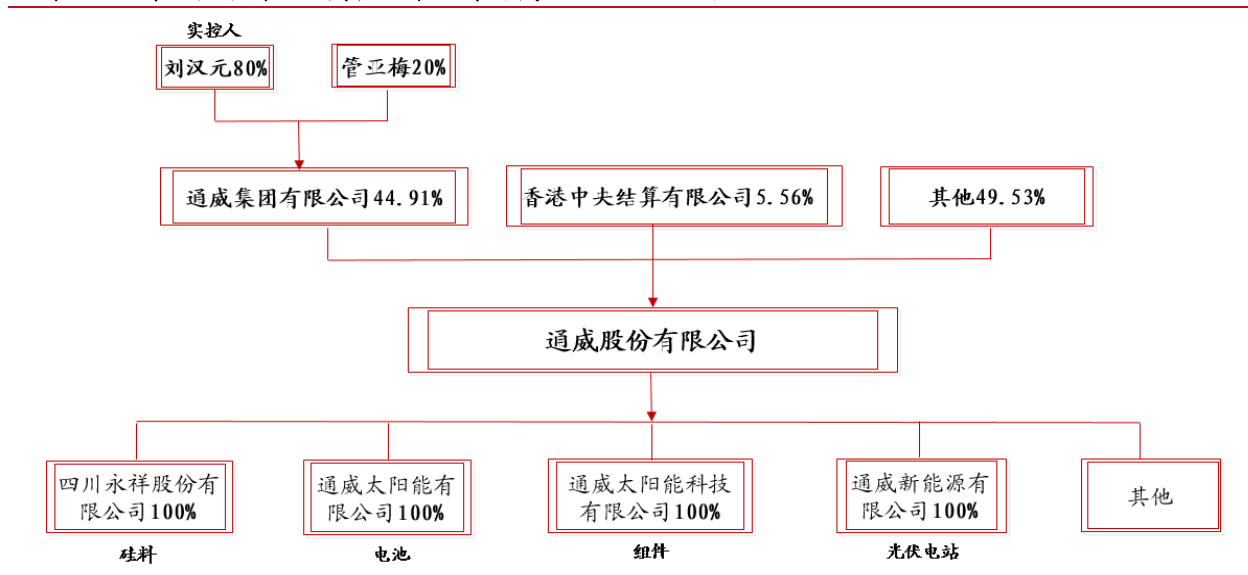 实控人
刘汉元80%
管亚梅20%
通威集团有限公司44.91%
香港中央结算有限公司5.56%
其他49.53%
通威股份有限公司
四川永祥股份有
限公司100%
通威太阳能有
限公司100%
通威太阳能科技
有限公司100%
通威新能源有
限公司100%
其他
硅料
电池
组件
光伏电站